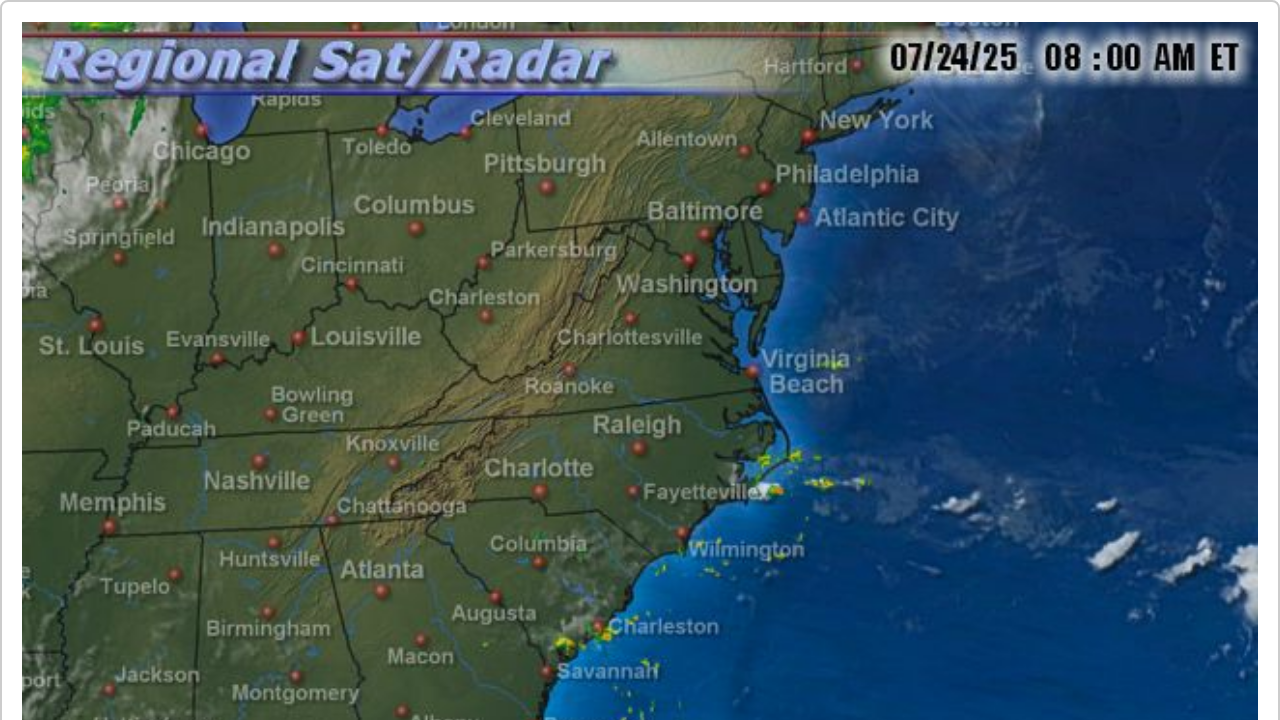 London
Boston
Regional Sat/Radar
07/24/25 08 :00 AM ET
Hartford
Rapids
ids
Cleveland
New York
Allentown
Chicago
Toledo
Pittsburgh
Philadelphia
Peoria
Columbus
Baltimore
Atlantic City
Indianapolis
Springfield
Parkersburg
Cincinnati
Washington
Charleston
St. Louis
Evansville
Louisville
Charlottesville
Virginia
Beach
Roanoke
Bowling
Green
Paducah
Knoxville
Raleigh
Nashville
Charlotte
Memphis
Chattanooga
Fayetteville
Huntsville
Columbia
Wilmington
Tupelo
Atlanta
Birmingham
Augusta
Charleston
Macon
Savannah
port
Jackson
Montgomery
Albany